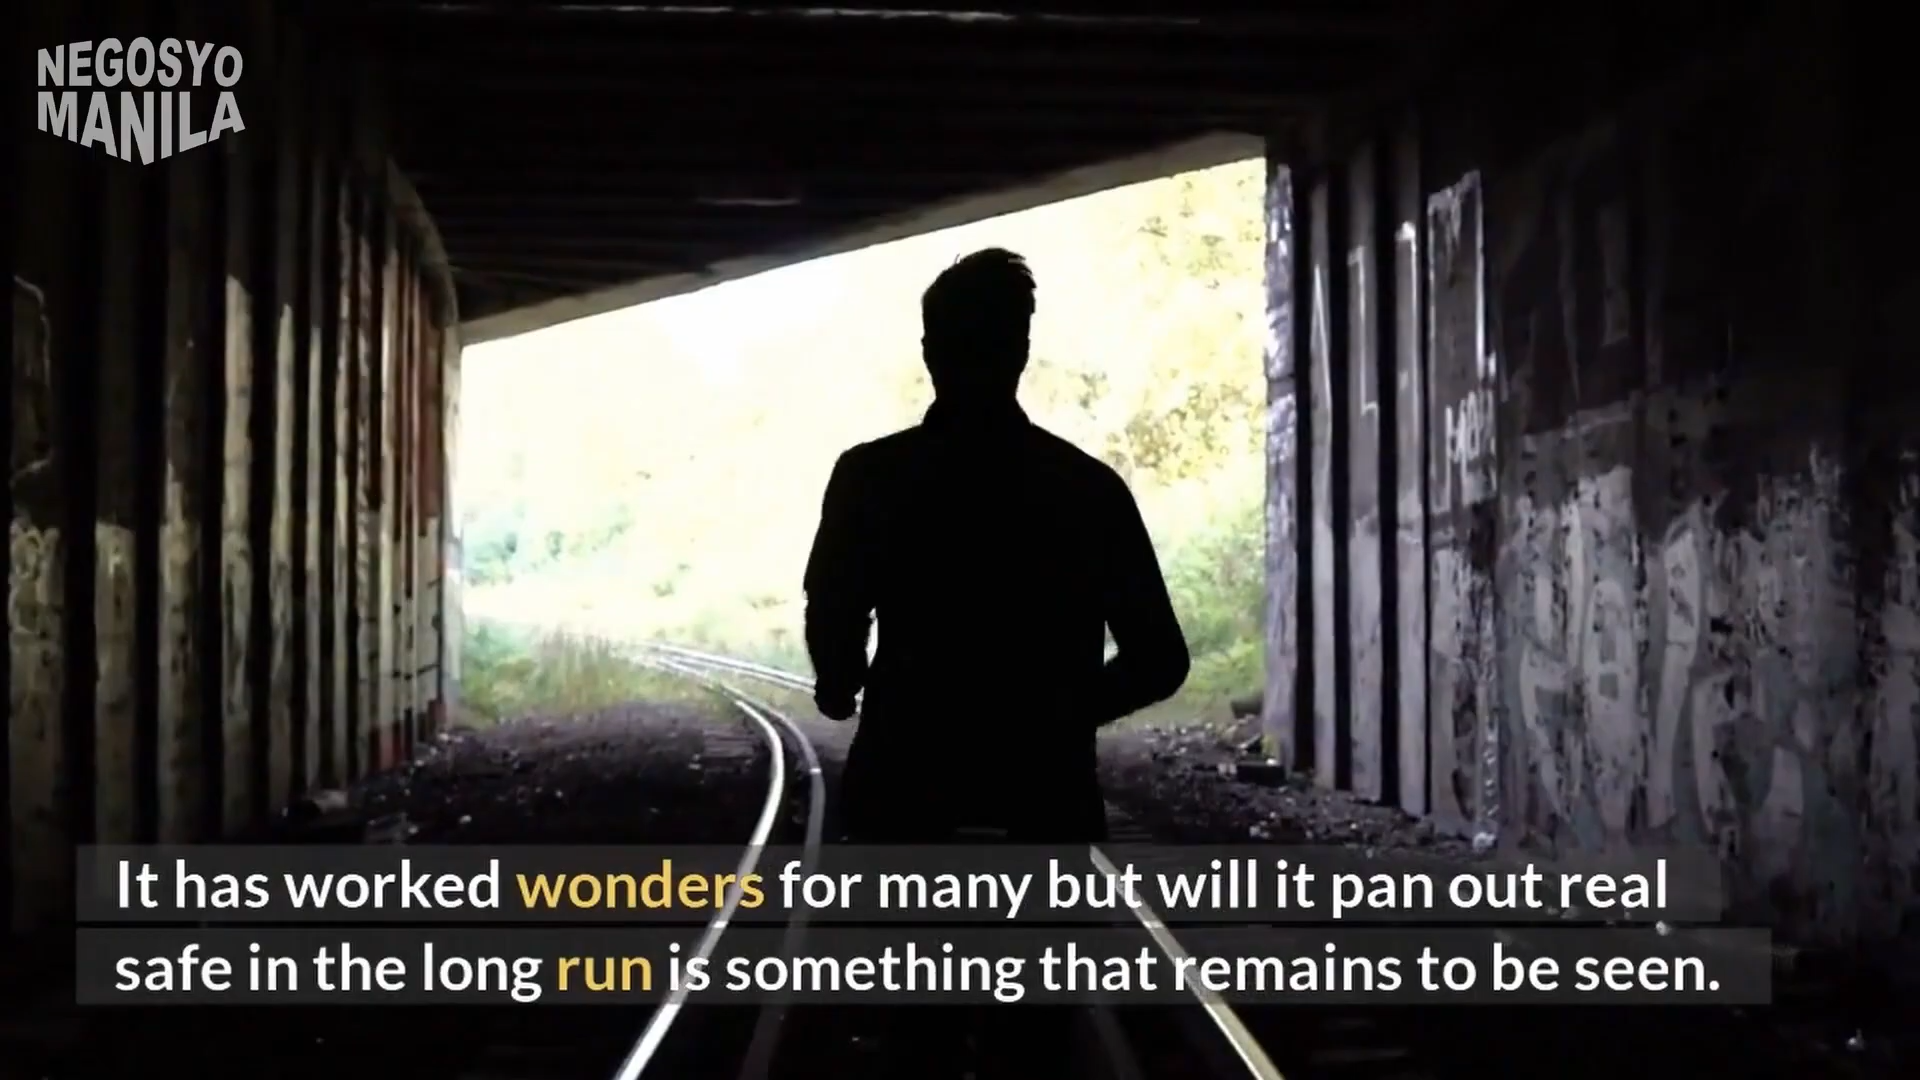 NEGOSYO
MANILA
It has worked wonders for many but will it pan out real
safe in the long run is something that remains to be seen.